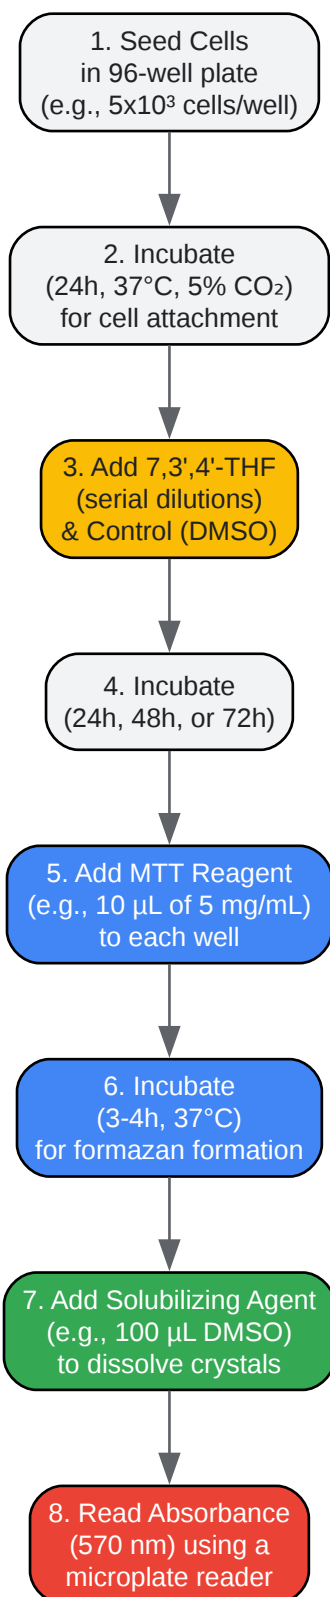 1. Seed Cells
in 96-well plate
(e.g., 5x10³ cells/well)
2. Incubate
(24h, 37°C, 5% CO₂)
for cell attachment
3. Add 7,3',4'-THF
(serial dilutions)
& Control (DMSO)
4. Incubate
(24h, 48h, or 72h)
5. Add MTT Reagent
(e.g., 10 µL of 5 mg/mL)
to each well
6. Incubate
(3-4h, 37°C)
for formazan formation
7. Add Solubilizing Agent
(e.g., 100 µL DMSO)
to dissolve crystals
8. Read Absorbance
(570 nm) using a
microplate reader